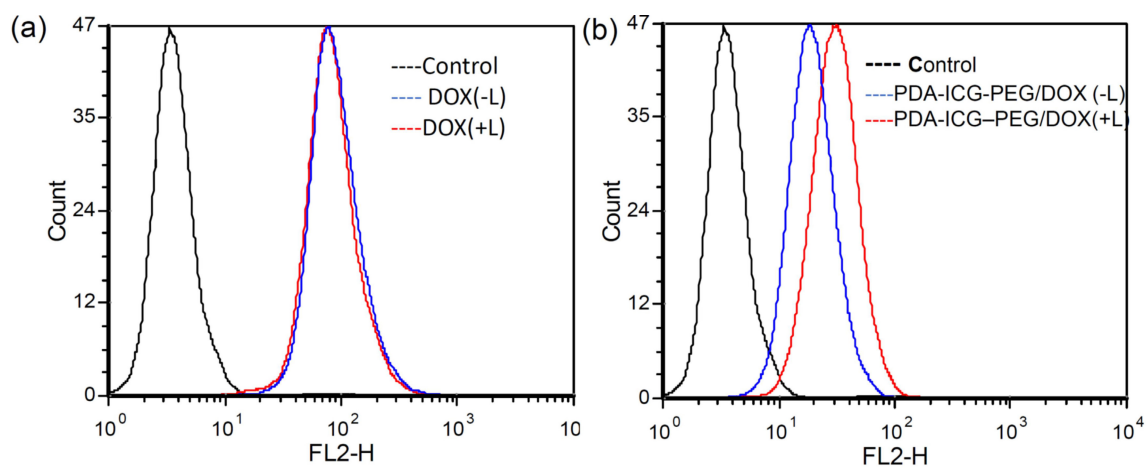 (a)
47
35
24
12
0
Count
Control
DOX(-L)
DOX(+L)
10⁰
10¹
10²
10³
10
FL2-H
(b)
47
35
24
12
0
Count
Control
PDA-ICG-PEG/DOX (-L)
PDA-ICG–PEG/DOX(+L)
10⁰
10¹
10²
10³
10⁴
FL2-H